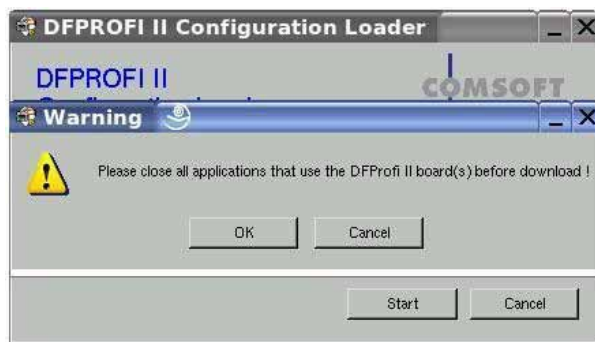 DFPROFI II Configuration Loader
DFPROFI II
COMSOFT
Warning
Please close all applications that use the DFProfi II board(s) before download !
OK
Cancel
Start
Cancel